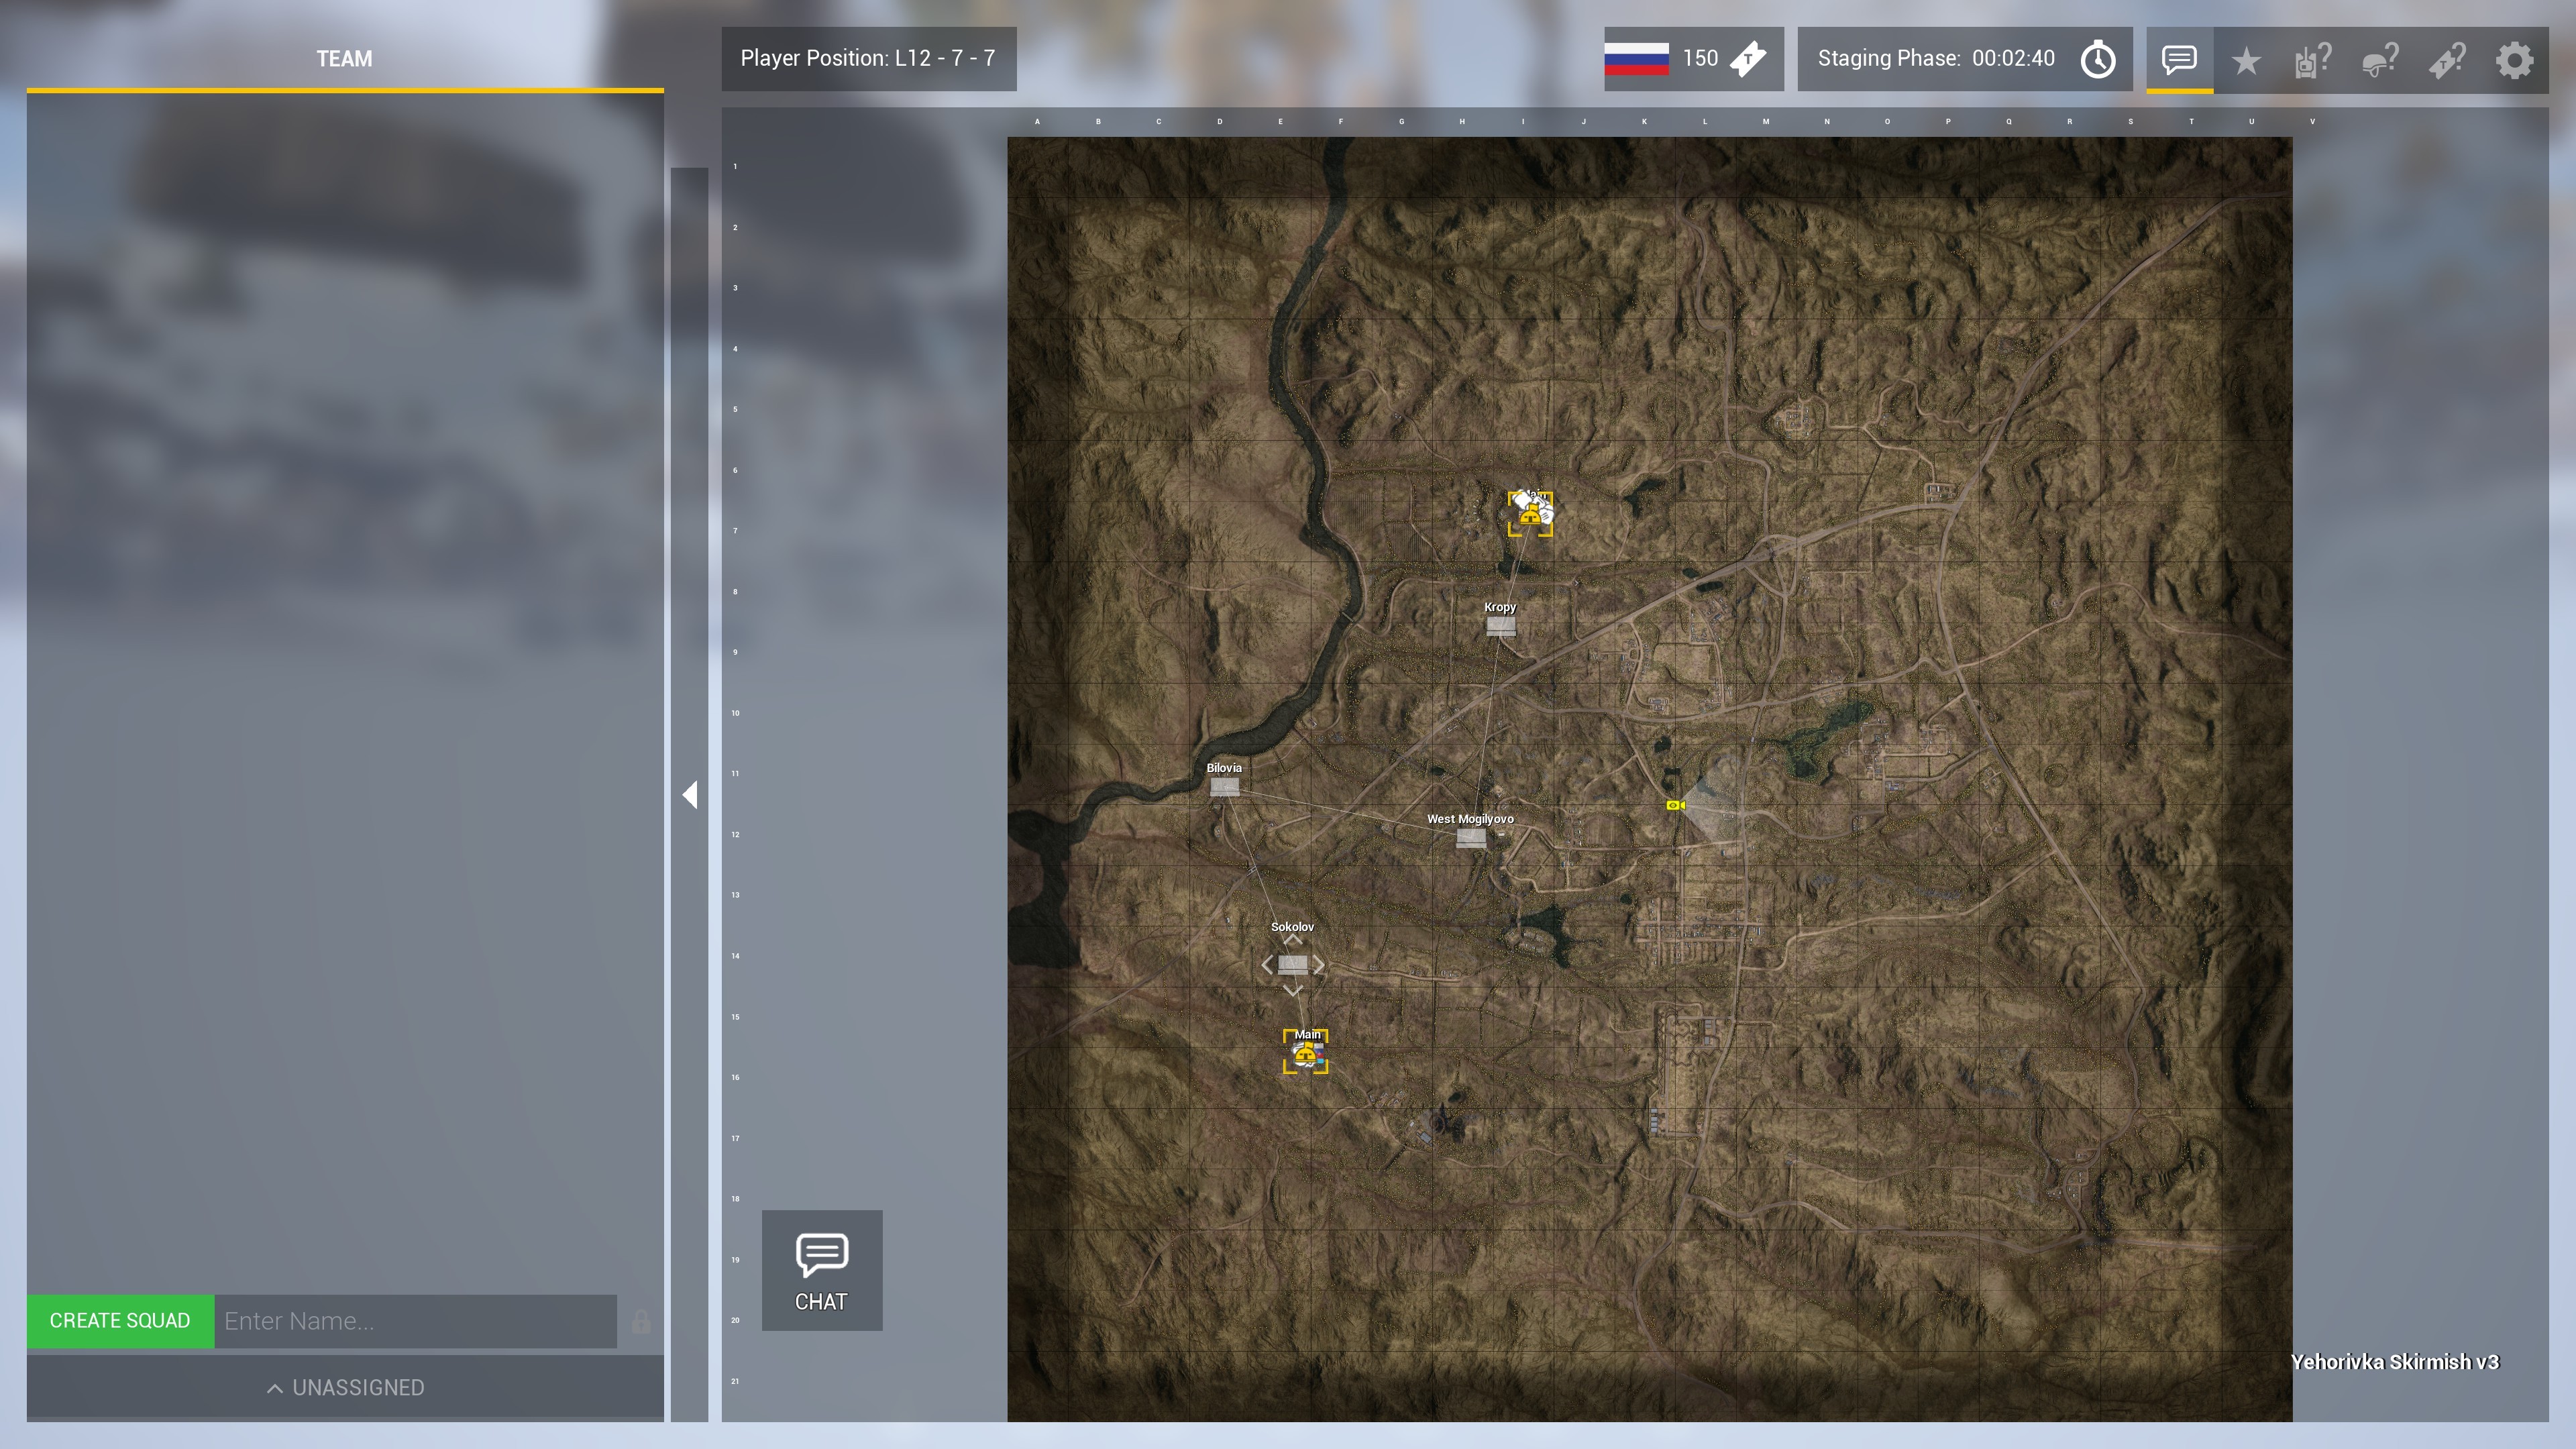 TEAM
Player Position: L12 - 7 - 7
150
T
Staging Phase: 00:02:40
? ? T?
A B C D E F G H I J K L M N O P Q R S T U V
1
2
3
4
5
6
7
8
9
10
11
12
13
14
15
16
17
18
19
20
21
Main
Kropy
Bilovia
West Mogilyovo
Sokolov
Main
CHAT
CREATE SQUAD Enter Name...
UNASSIGNED
Yehorivka Skirmish v3